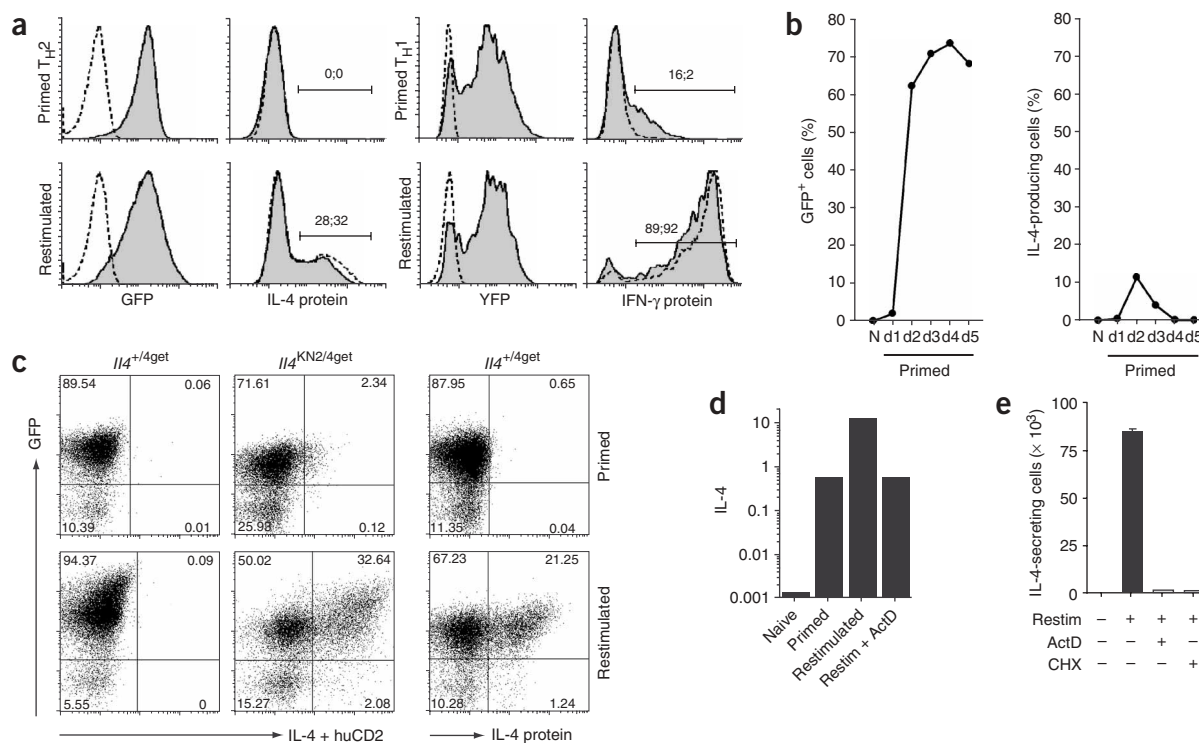 a
Primed TH2
0;0
Primed TH1
16;2
Restimulated
28;32
Restimulated
89;92
GFP
IL-4 protein
YFP
IFN-γ protein
b
GFP+ cells (%)
80
70
60
50
40
30
20
10
0
N d1 d2 d3 d4 d5
Primed
IL-4-producing cells (%)
80
70
60
50
40
30
20
10
0
N d1 d2 d3 d4 d5
Primed
c
Il4+/4get
Il4KN2/4get
Il4+/4get
GFP
89.54 0.06
10.39 0.01
71.61 2.34
25.98 0.12
87.95 0.65
11.35 0.04
Primed
94.37 0.09
5.55 0
50.02 32.64
15.27 2.08
67.23 21.25
10.28 1.24
Restimulated
IL-4 + huCD2
IL-4 protein
d
IL-4
10
1
0.1
0.01
0.001
Naive
Primed
Restimulated
Restim + ActD
e
IL-4-secreting cells (× 103)
100
75
50
25
0
Restim – + + +
ActD – – + –
CHX – – – +